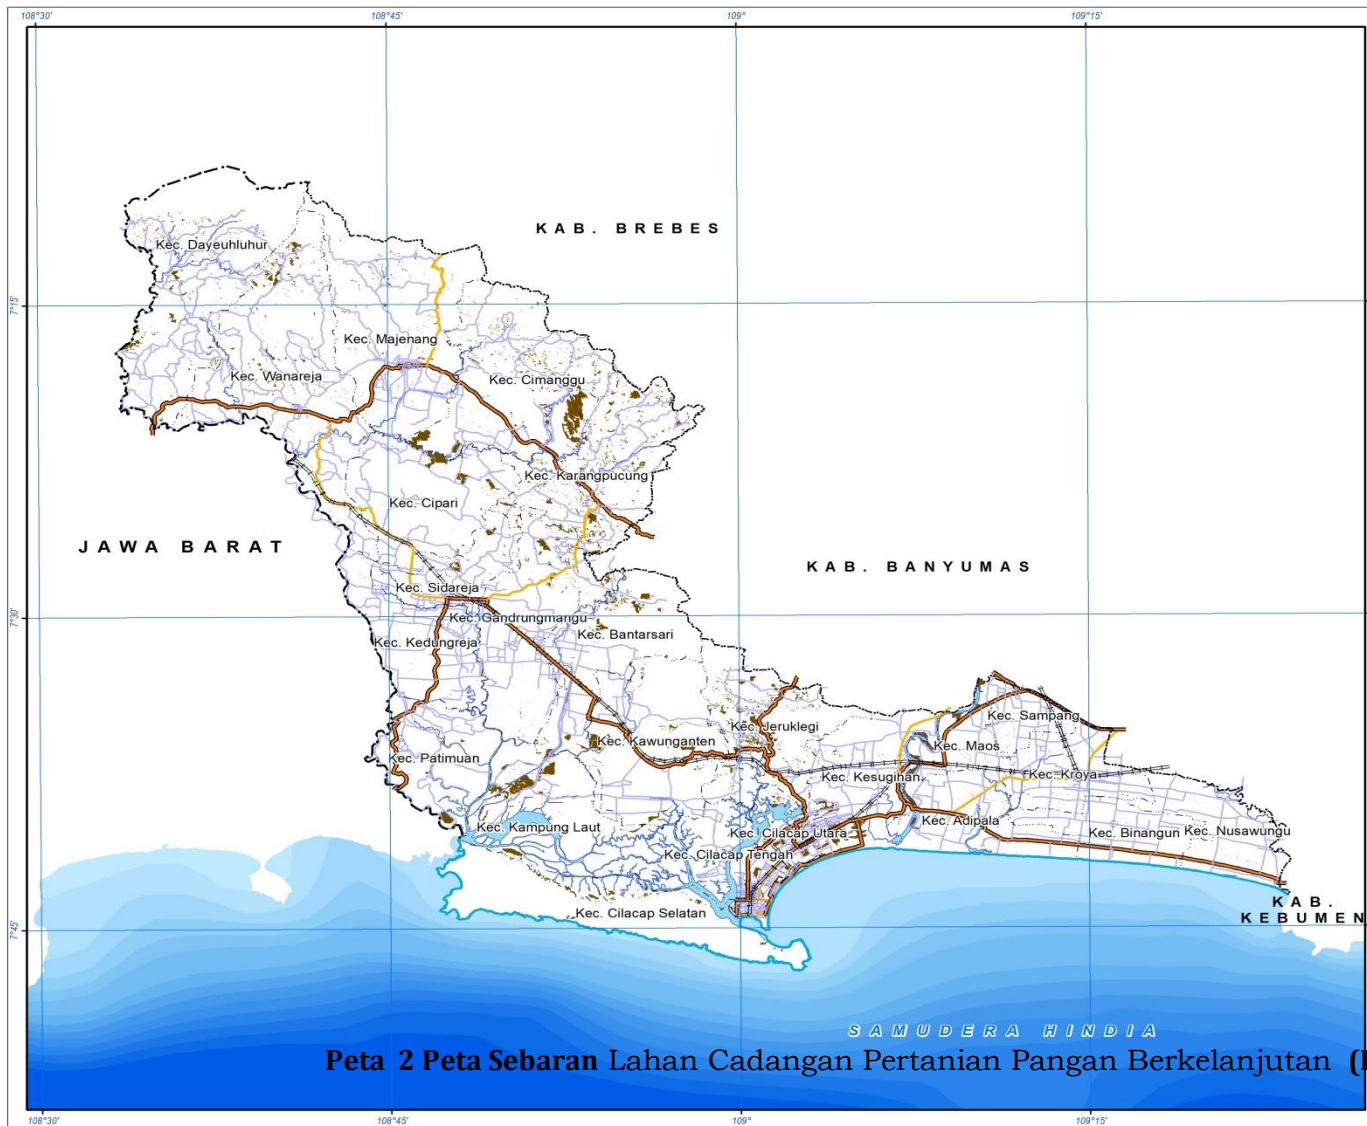 108°30' 108°45' 109° 109°15'
KAB. BREBES
Kec. Dayeuhluhur
7°15'
Kec. Majenang
Kec. Wanareja
Kec. Cimanggu
Kec. Karangpucung
Kec. Cipari
JAWA BARAT
KAB. BANYUMAS
Kec. Sidareja
7°30'
Kec. Gandrungmangu
Kec. Bantarsari
Kec. Kedungreja
Kec. Sampang
Kec. Jeruklegi
Kec. Kawunganten
Kec. Maos
Kec. Patimuan
Kec. Kesugihan
Kec. Kroya
Kec. Adipala
Kec. Kampung Laut
Kec. Cilacap Utara
Kec. Binangun
Kec. Nusawungu
Kec. Cilacap Tengah
KAB.
KEBUMEN
Kec. Cilacap Selatan
7°45'
SAMUDERA HINDIA
Peta 2 Peta Sebaran Lahan Cadangan Pertanian Pangan Berkelanjutan (
108°30' 108°45' 109° 109°15'